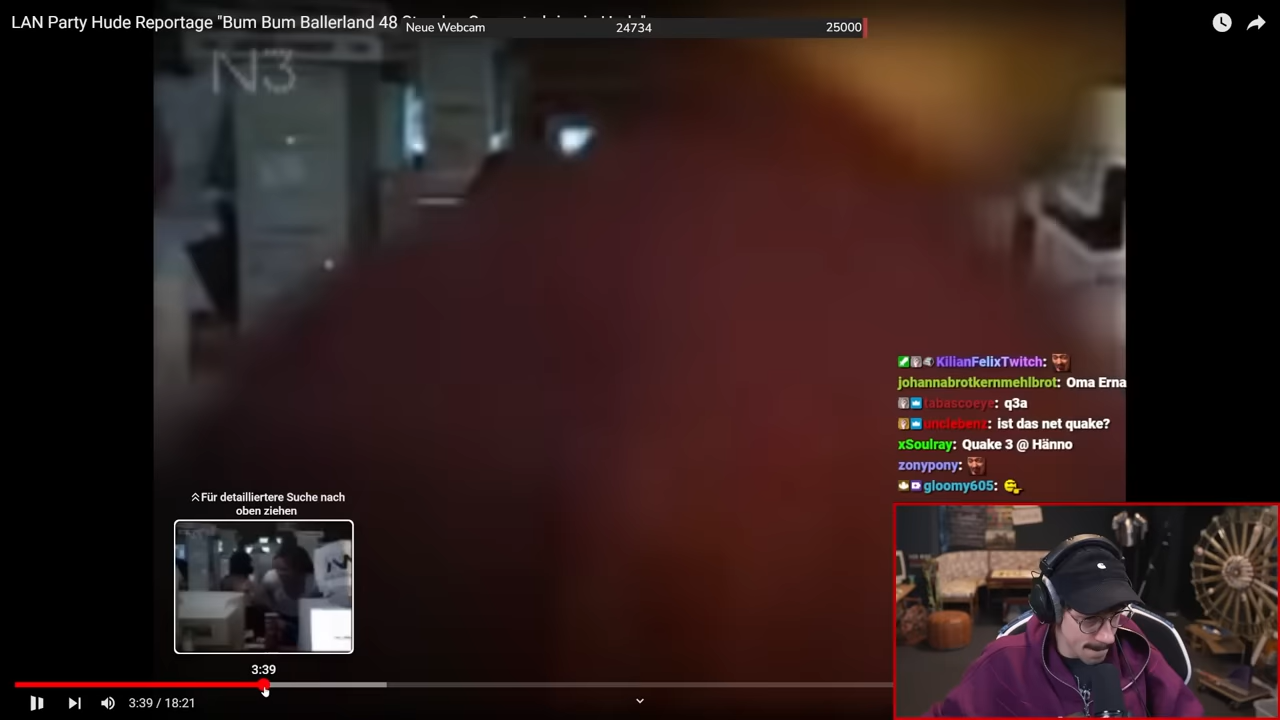 LAN Party Hude Reportage "Bum Bum Ballerland 48
Neue Webcam 24734 25000
N3
KilianFelixTwitch:
johannabrotkernmehlbrot: Oma Erna
tabascoeye: q3a
unclebenz: ist das net quake?
xSoulray: Quake 3 @ Hänno
zonypony:
gloomy605:
Für detailliertere Suche nach
oben ziehen
3:39
3:39 / 18:21